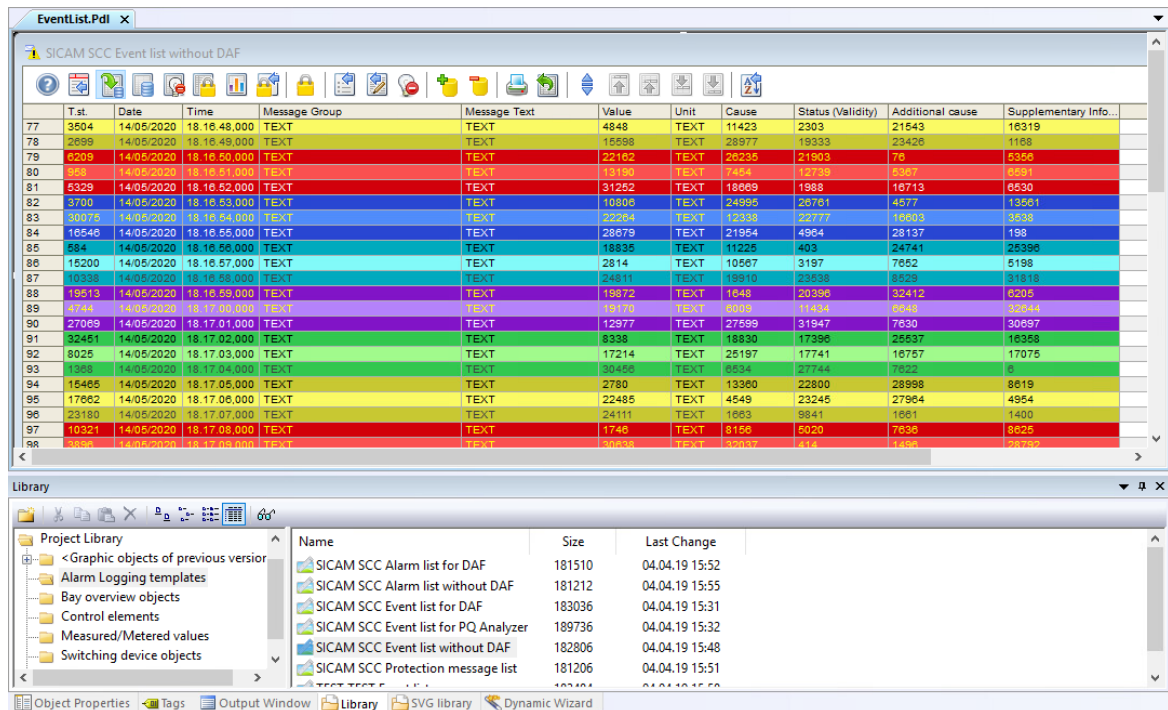 EventList.Pdl X
SICAM SCC Event list without DAF
T.st. Date Time Message Group Message Text Value Unit Cause Status (Validity) Additional cause Supplementary Info...
77 3504 14/05/2020 18.16.48,000 TEXT TEXT 4848 TEXT 11423 2303 21543 16319
78 2699 14/05/2020 18.16.49,000 TEXT TEXT 15598 TEXT 28977 19333 23426 1168
79 6209 14/05/2020 18.16.50,000 TEXT TEXT 22162 TEXT 26235 21903 76 5356
80 958 14/05/2020 18.16.51,000 TEXT TEXT 13190 TEXT 7454 12739 5367 6591
81 5329 14/05/2020 18.16.52,000 TEXT TEXT 31252 TEXT 18669 1988 16713 6530
82 3700 14/05/2020 18.16.53,000 TEXT TEXT 10806 TEXT 24995 26761 4577 13561
83 30075 14/05/2020 18.16.54,000 TEXT TEXT 22264 TEXT 12338 22777 16603 3538
84 16546 14/05/2020 18.16.55,000 TEXT TEXT 28679 TEXT 21954 4964 28137 198
85 584 14/05/2020 18.16.56,000 TEXT TEXT 18835 TEXT 11225 403 24741 25396
86 15200 14/05/2020 18.16.57,000 TEXT TEXT 2814 TEXT 10567 3197 7652 5198
87 10338 14/05/2020 18.16.58,000 TEXT TEXT 24811 TEXT 19910 23538 8529 31818
88 19513 14/05/2020 18.16.59,000 TEXT TEXT 19872 TEXT 1648 20396 32412 6205
89 4744 14/05/2020 18.17.00,000 TEXT TEXT 19170 TEXT 6009 11434 6648 32644
90 27069 14/05/2020 18.17.01,000 TEXT TEXT 12977 TEXT 27599 31947 7630 30697
91 32451 14/05/2020 18.17.02,000 TEXT TEXT 8338 TEXT 18830 17396 25537 16358
92 8025 14/05/2020 18.17.03,000 TEXT TEXT 17214 TEXT 25197 17741 16757 17075
93 1368 14/05/2020 18.17.04,000 TEXT TEXT 30456 TEXT 6534 27744 7622 6
94 15465 14/05/2020 18.17.05,000 TEXT TEXT 2780 TEXT 13360 22800 28998 8619
95 17662 14/05/2020 18.17.06,000 TEXT TEXT 22485 TEXT 4549 23245 27964 4954
96 23180 14/05/2020 18.17.07,000 TEXT TEXT 24111 TEXT 1663 9841 1661 1400
97 10321 14/05/2020 18.17.08,000 TEXT TEXT 1746 TEXT 8156 5020 7636 8625
98 3896 14/05/2020 18.17.09,000 TEXT TEXT 30638 TEXT 32037 414 1496 28792
Library
Project Library
<Graphic objects of previous version
Alarm Logging templates
Bay overview objects
Control elements
Measured/Metered values
Switching device objects
Name Size Last Change
SICAM SCC Alarm list for DAF 181510 04.04.19 15:52
SICAM SCC Alarm list without DAF 181212 04.04.19 15:55
SICAM SCC Event list for DAF 183036 04.04.19 15:31
SICAM SCC Event list for PQ Analyzer 189736 04.04.19 15:32
SICAM SCC Event list without DAF 182806 04.04.19 15:48
SICAM SCC Protection message list 181206 04.04.19 15:51
Object Properties Tags Output Window Library SVG library Dynamic Wizard